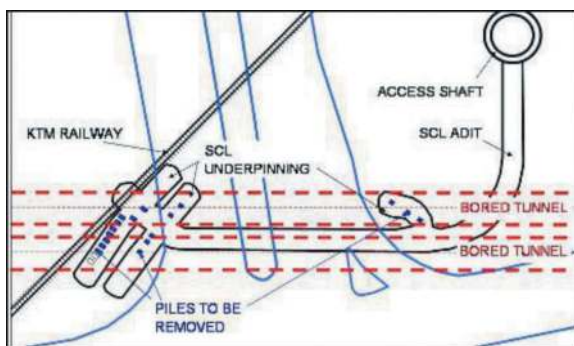 ACCESS SHAFT
KTM RAILWAY
SCL
UNDERPINNING
SCL ADIT
BORED TUNNEL
BORED TUNNEL
PILES TO BE
REMOVED